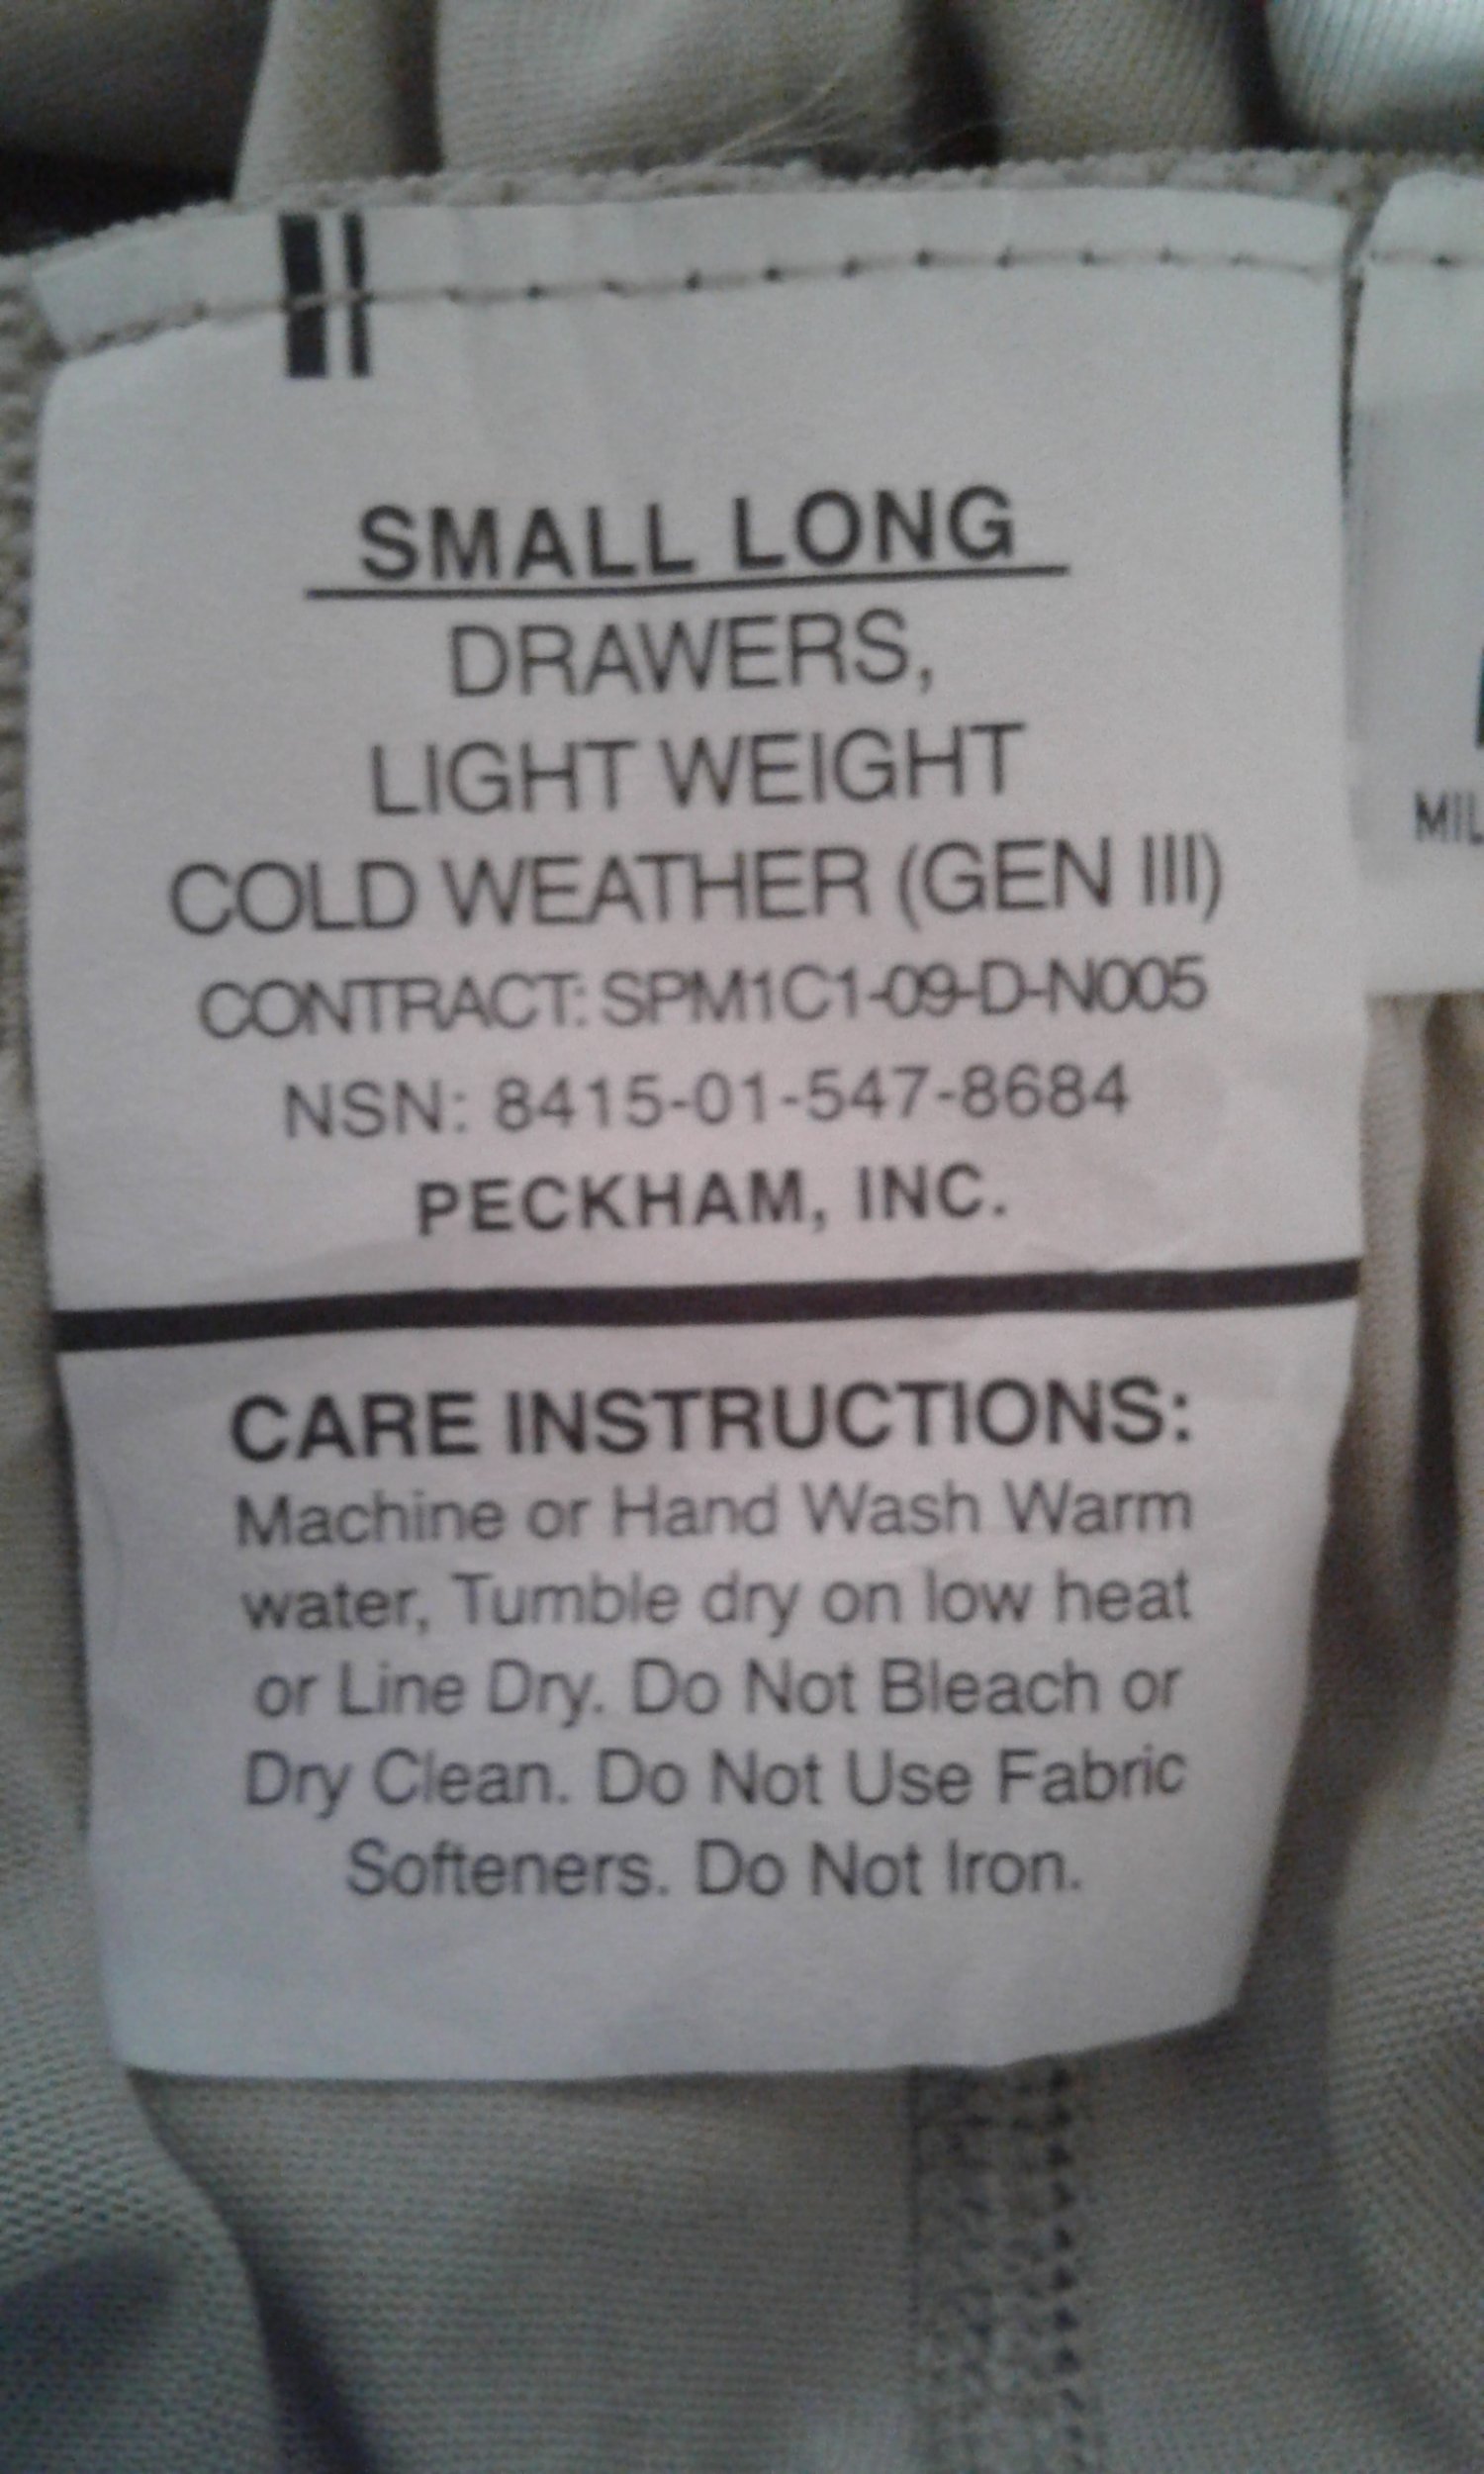 SMALL LONG
DRAWERS,
LIGHT WEIGHT
COLD WEATHER (GEN III)
CONTRACT: SPM1C1-09-D-N005
NSN: 8415-01-547-8684
PECKHAM, INC.
CARE INSTRUCTIONS:
Machine or Hand Wash Warm
water, Tumble dry on low heat
or Line Dry. Do Not Bleach or
Dry Clean. Do Not Use Fabric
Softeners. Do Not Iron.
MIL